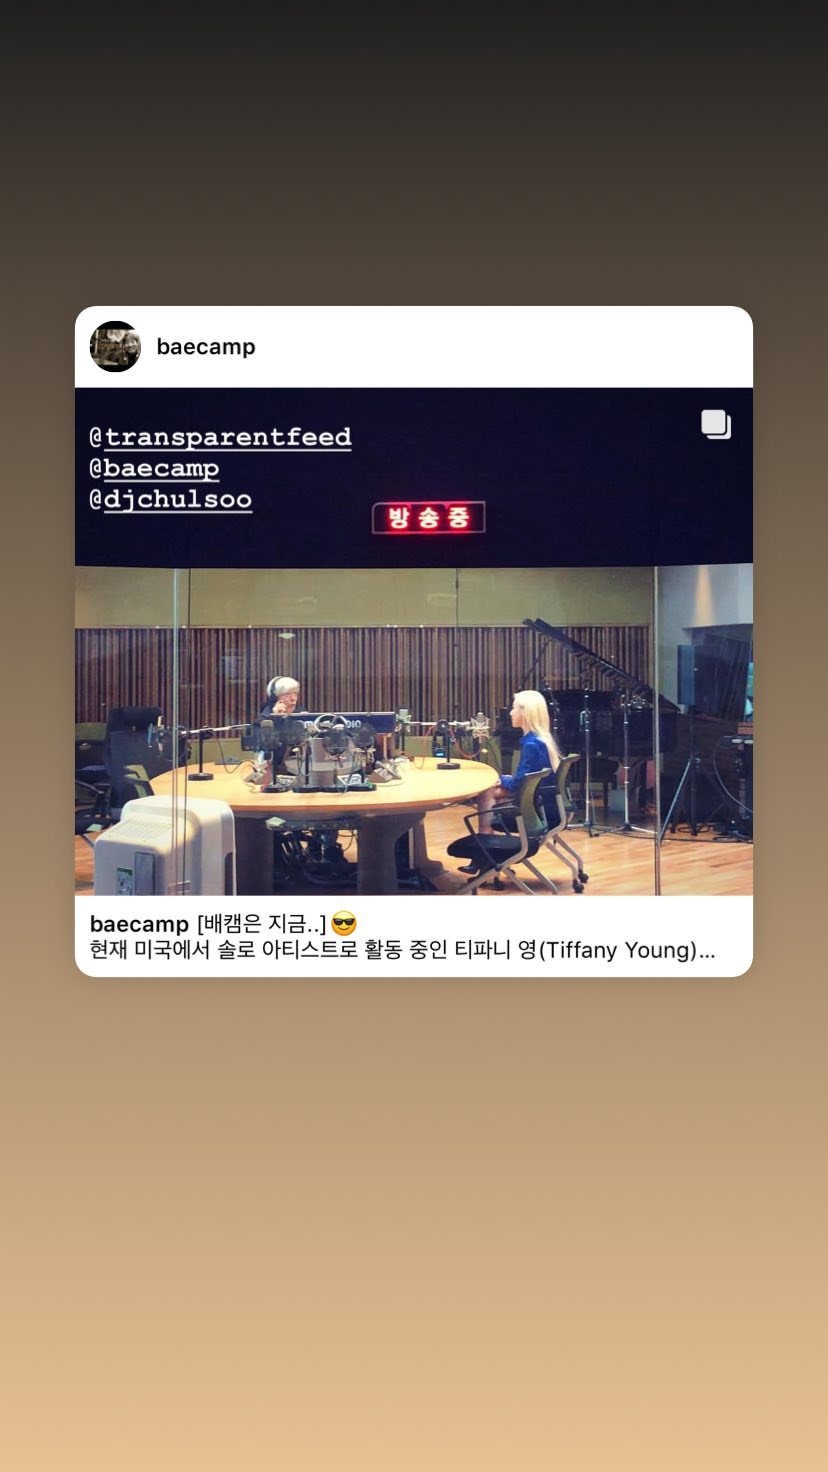 baecamp
@transparentfeed
@baecamp
@djchulsoo
방송중
baecamp [배캠은 지금..]😎
현재 미국에서 솔로 아티스트로 활동 중인 티파니 영(Tiffany Young)...